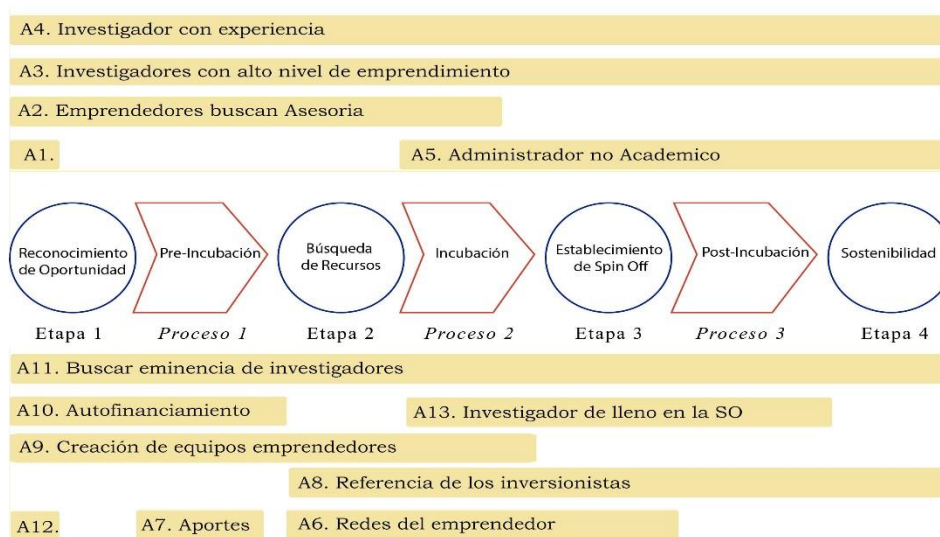 A4. Investigador con experiencia
A3. Investigadores con alto nivel de emprendimiento
A2. Emprendedores buscan Asesoria
A1.
A5. Administrador no Academico
Reconocimiento
de Oportunidad
Pre-Incubación
Búsqueda
de Recursos
Incubación
Establecimiento
de Spin Off
Post-Incubación
Sostenibilidad
Etapa 1
Proceso 1
Etapa 2
Proceso 2
Etapa 3
Proceso 3
Etapa 4
A11. Buscar eminencia de investigadores
A10. Autofinanciamiento
A13. Investigador de lleno en la SO
A9. Creación de equipos emprendedores
A8. Referencia de los inversionistas
A12.
A7. Aportes
A6. Redes del emprendedor